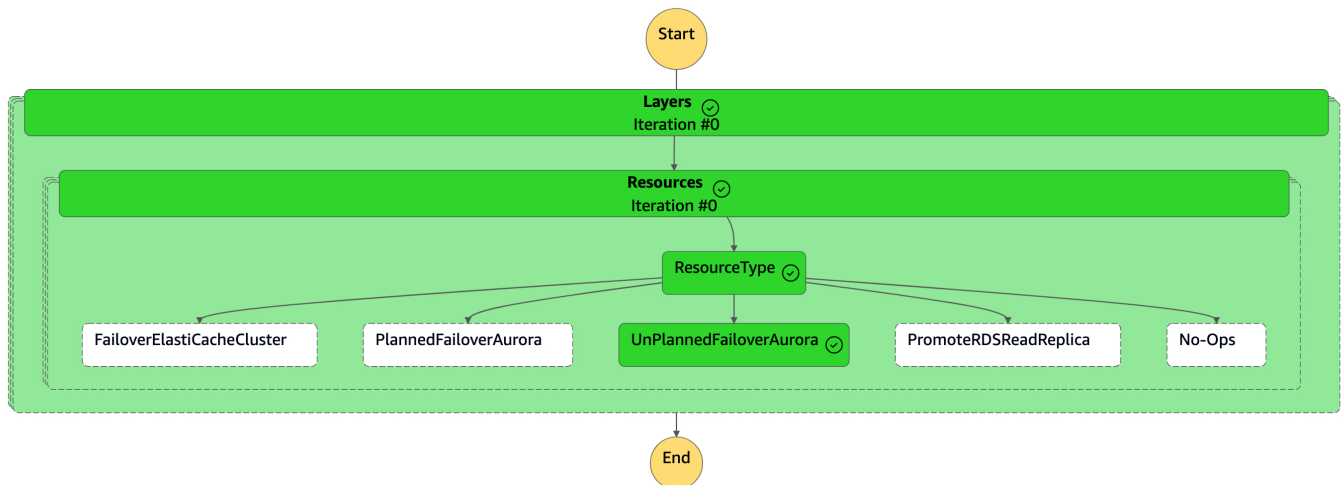 Start
Layers
Iteration #0
Resources
Iteration #0
ResourceType
FailoverElastiCacheCluster
PlannedFailoverAurora
UnPlannedFailoverAurora
PromoteRDSReadReplica
No-Ops
End